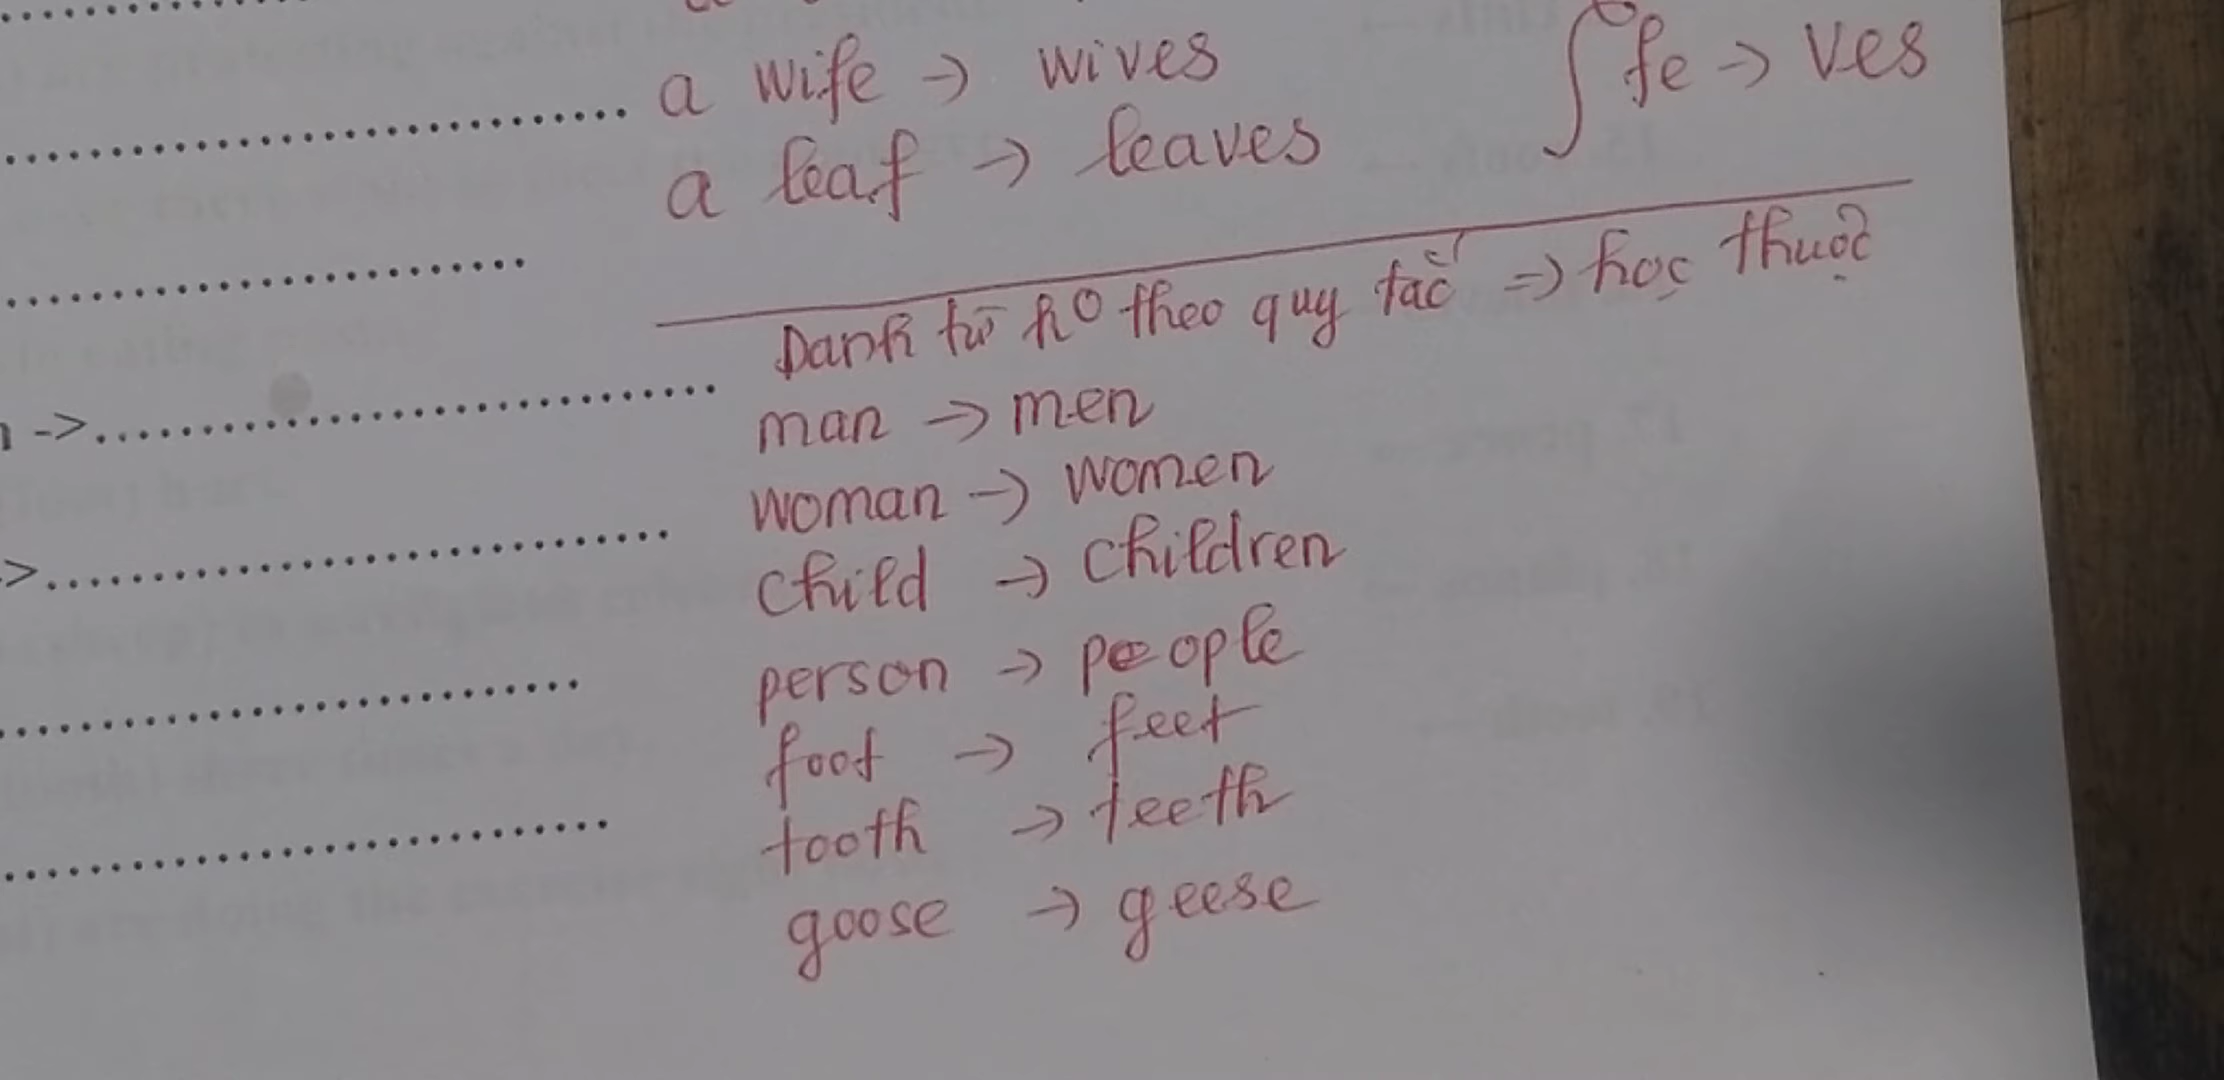 a wife → wives
fe → ves
a leaf → leaves
Danh từ k⁰ theo quy tắc => học thuộc
man → men
woman → women
child → children
person → people
foot → feet
tooth → teeth
goose → geese
->